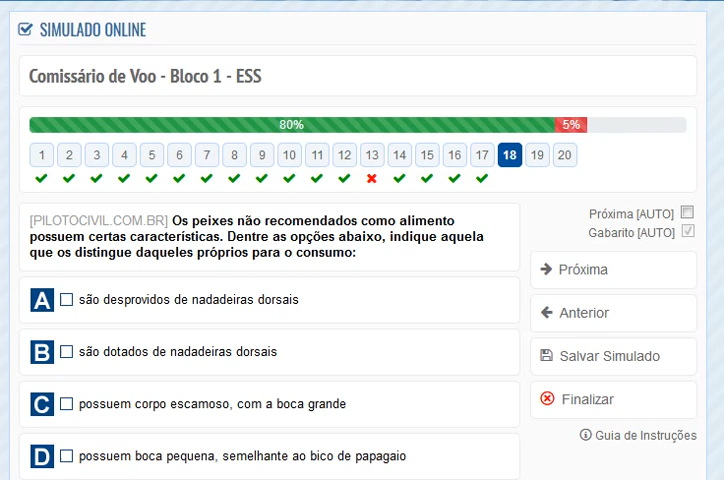 SIMULADO ONLINE
Comissário de Voo - Bloco 1 - ESS
80% 5%
1 2 3 4 5 6 7 8 9 10 11 12 13 14 15 16 17 18 19 20
[PILOTOCIVIL.COM.BR] Os peixes não recomendados como alimento
possuem certas características. Dentre as opções abaixo, indique aquela
que os distingue daqueles próprios para o consumo:
A são desprovidos de nadadeiras dorsais
B são dotados de nadadeiras dorsais
C possuem corpo escamoso, com a boca grande
D possuem boca pequena, semelhante ao bico de papagaio
Próxima [AUTO]
Gabarito [AUTO]
Próxima
Anterior
Salvar Simulado
Finalizar
Guia de Instruções